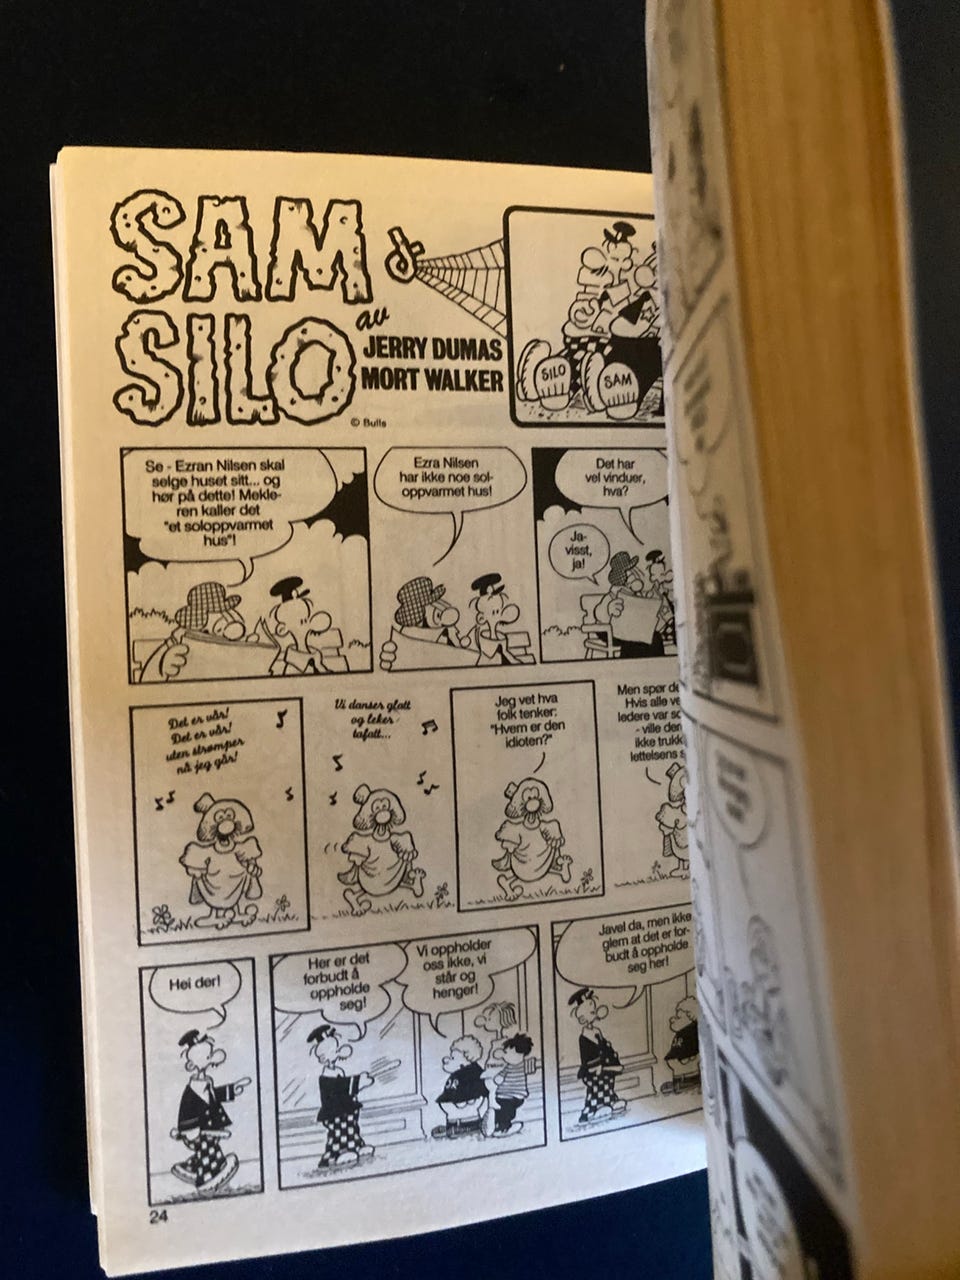 SAM
SILO
av
JERRY DUMAS
MORT WALKER
© Bulls
SILO
SAM
Se - Ezran Nilsen skal
selge huset sitt... og
hør på dette! Mekle-
ren kaller det
"et soloppvarmet
hus"!
Ezra Nilsen
har ikke noe sol-
oppvarmet hus!
Det har
vel vinduer,
hva?
Ja-
visst,
ja!
Det er vår!
Det er vår!
uten strømper
nå jeg går!
Vi danser glatt
og leker
tafatt...
Jeg vet hva
folk tenker:
"Hvem er den
idioten?"
Men spør de
Hvis alle
ledere var
- ville den
ikke trukk
lettelsens s
Hei der!
Her er det
forbudt å
oppholde
seg!
Vi oppholder
oss ikke, vi
står og
henger!
Javel da, men ikke
glem at det er for-
budt å oppholde
seg her!
24